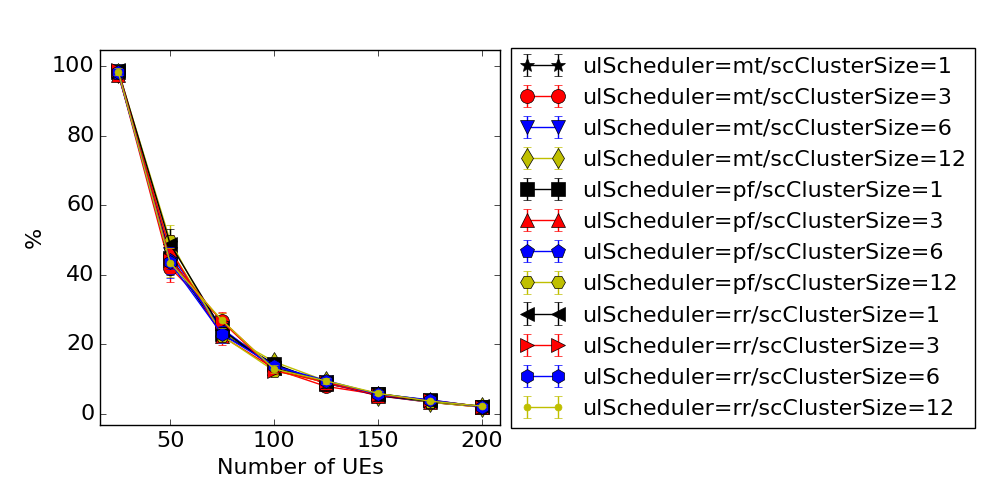 100
80
60
40
20
0
%
50
100
150
200
Number of UEs
ulScheduler=mt/scClusterSize=1
ulScheduler=mt/scClusterSize=3
ulScheduler=mt/scClusterSize=6
ulScheduler=mt/scClusterSize=12
ulScheduler=pf/scClusterSize=1
ulScheduler=pf/scClusterSize=3
ulScheduler=pf/scClusterSize=6
ulScheduler=pf/scClusterSize=12
ulScheduler=rr/scClusterSize=1
ulScheduler=rr/scClusterSize=3
ulScheduler=rr/scClusterSize=6
ulScheduler=rr/scClusterSize=12